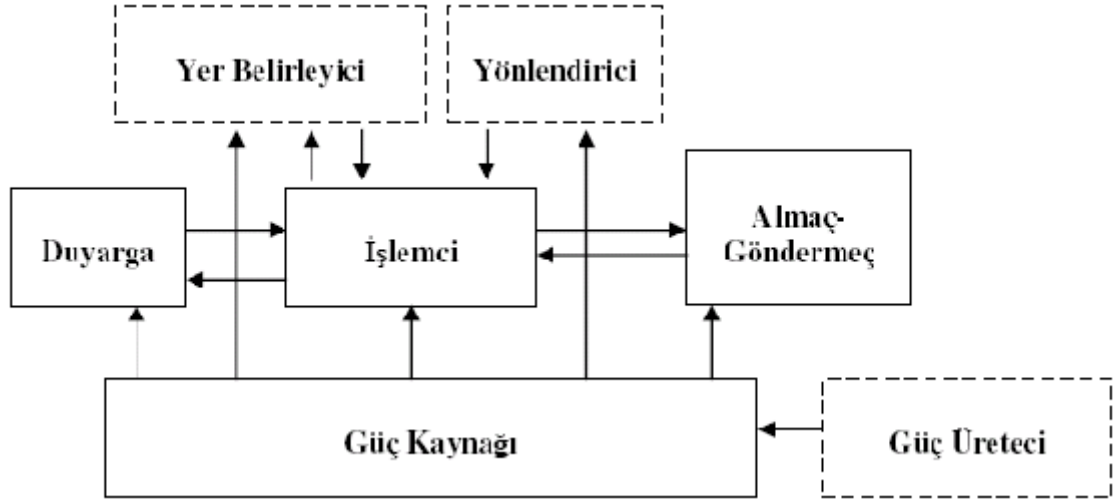 Yer Belirleyici
Yönlendirici
Duyarga
İşlemci
Almaç-
Göndermeç
Güç Kaynağı
Güç Üreteci